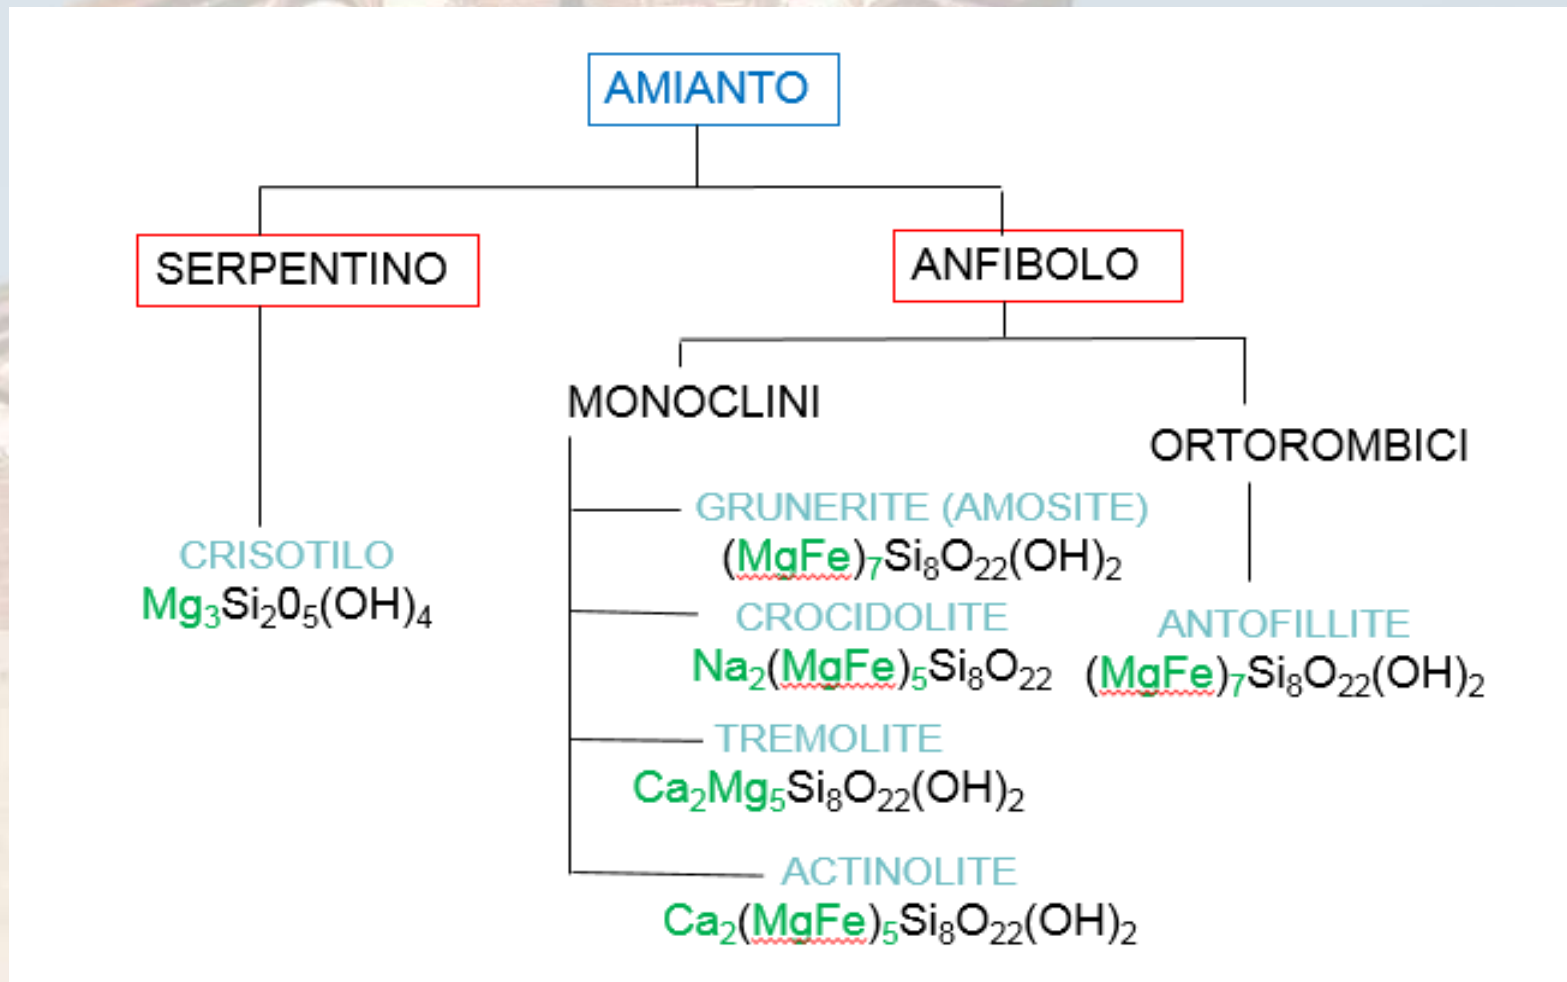 AMIANTO
SERPENTINO
ANFIBOLO
MONOCLINI
ORTOROMBICI
GRUNERITE (AMOSITE)
(MgFe)₇Si₈O₂₂(OH)₂
CRISOTILO
Mg₃Si₂0₅(OH)₄
CROCIDOLITE
Na₂(MgFe)₅Si₈O₂₂
ANTOFILLITE
(MgFe)₇Si₈O₂₂(OH)₂
TREMOLITE
Ca₂Mg₅Si₈O₂₂(OH)₂
ACTINOLITE
Ca₂(MgFe)₅Si₈O₂₂(OH)₂